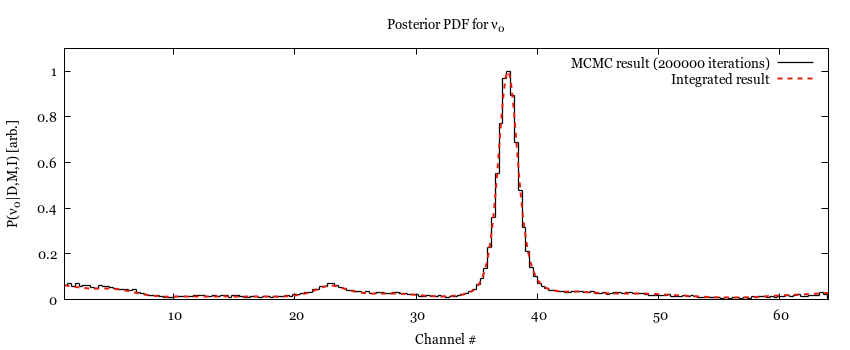 Posterior PDF for ν₀
MCMC result (200000 iterations)
Integrated result
1
0.8
0.6
0.4
0.2
0
P(ν₀|D,M,I) [arb.]
10 20 30 40 50 60
Channel #